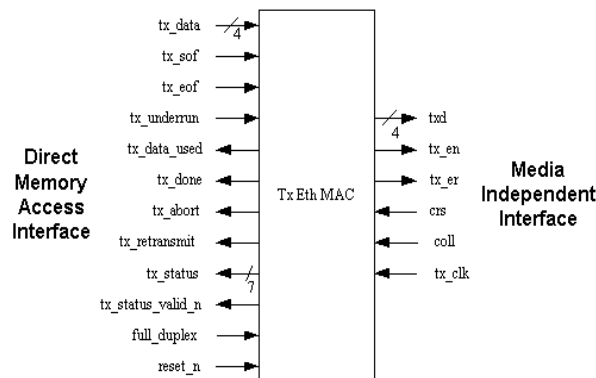 tx_data
4
tx_sof
tx_eof
tx_underrun
tx_data_used
tx_done
tx_abort
tx_retransmit
tx_status
7
tx_status_valid_n
full_duplex
reset_n
Direct
Memory
Access
Interface
Tx Eth MAC
txd
4
tx_en
tx_er
crs
coll
tx_clk
Media
Independent
Interface